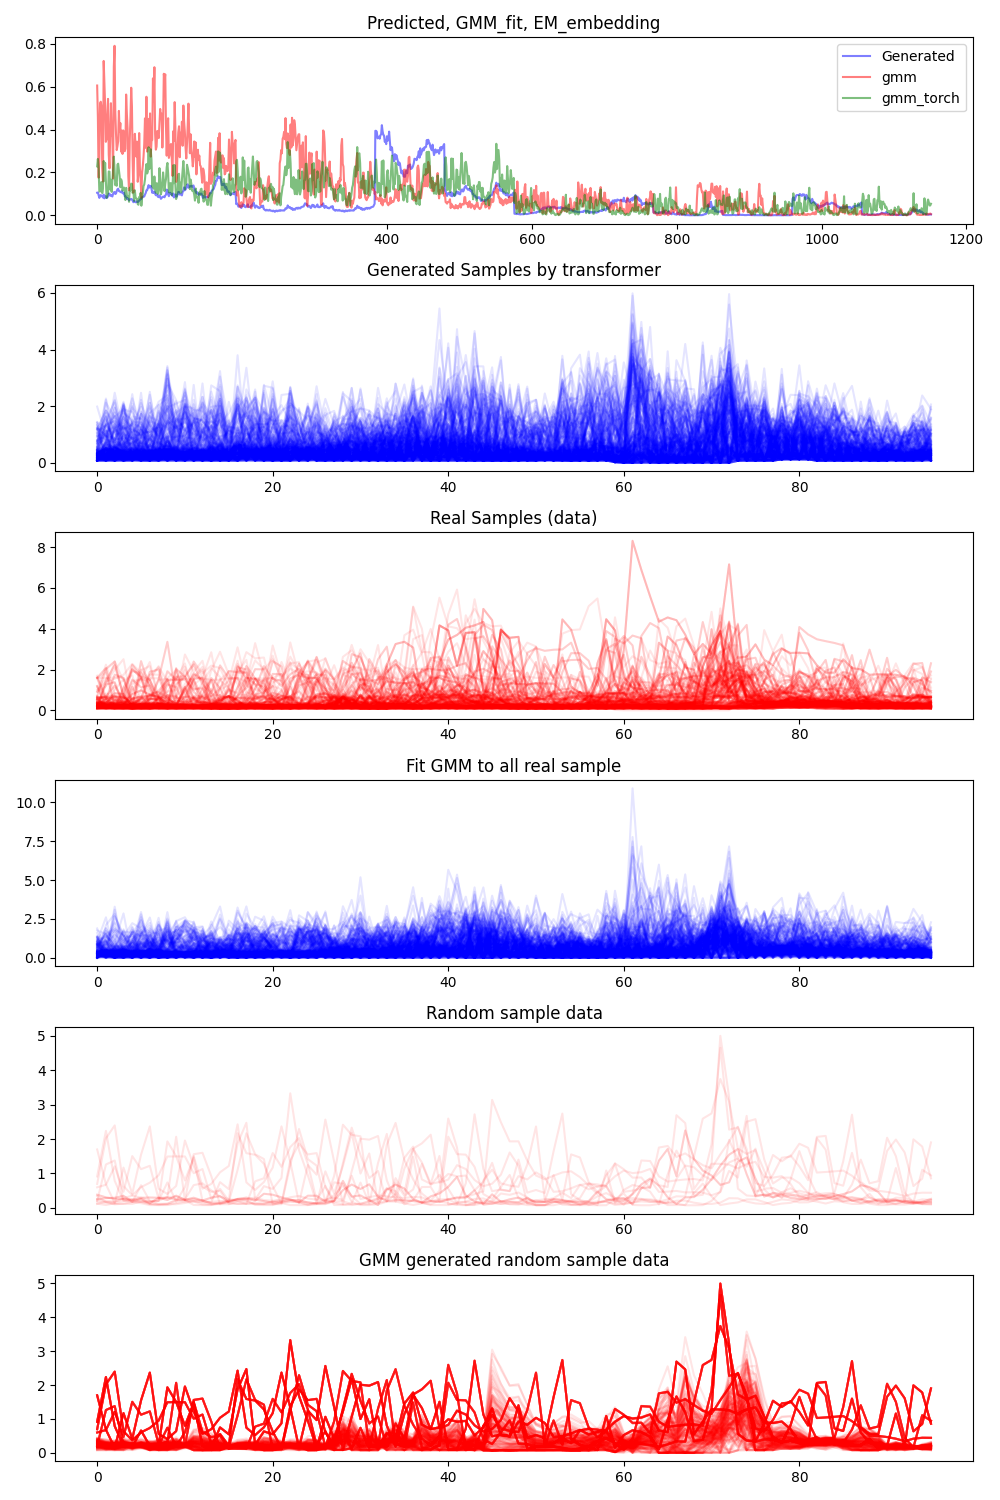 Predicted, GMM_fit, EM_embedding
Generated
gmm
gmm_torch
0.8
0.6
0.4
0.2
0.0
0 200 400 600 800 1000 1200
Generated Samples by transformer
6
4
2
0
0 20 40 60 80
Real Samples (data)
8
6
4
2
0
0 20 40 60 80
Fit GMM to all real sample
10.0
7.5
5.0
2.5
0.0
0 20 40 60 80
Random sample data
5
4
3
2
1
0
0 20 40 60 80
GMM generated random sample data
5
4
3
2
1
0
0 20 40 60 80